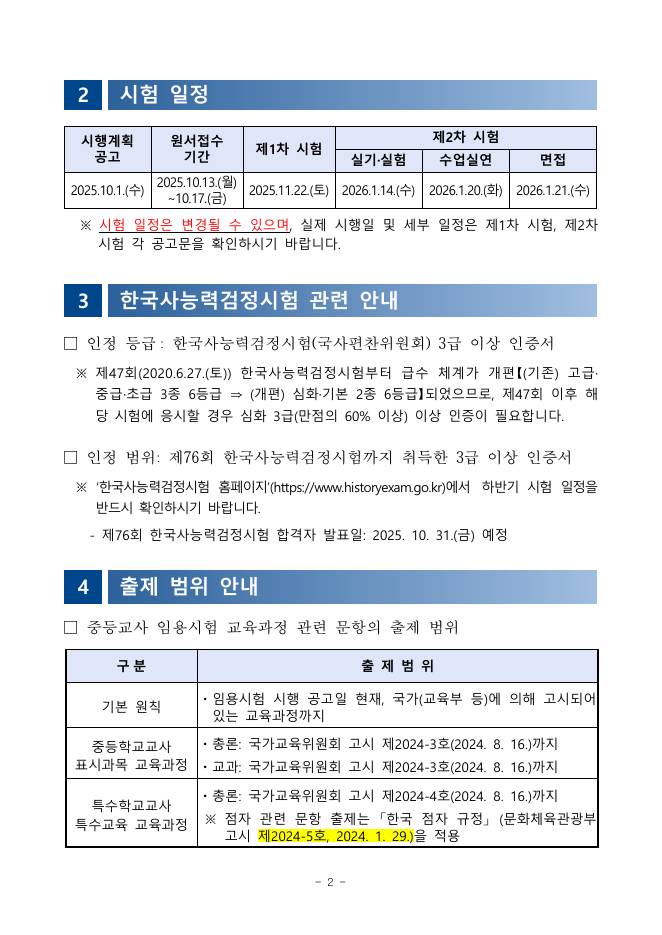 2 시험 일정
시행계획 공고 원서접수 기간 제1차 시험 제2차 시험
실기·실험 수업실연 면접
2025.10.1.(수) 2025.10.13.(월) ~10.17.(금) 2025.11.22.(토) 2026.1.14.(수) 2026.1.20.(화) 2026.1.21.(수)
※ 시험 일정은 변경될 수 있으며, 실제 시행일 및 세부 일정은 제1차 시험, 제2차
시험 각 공고문을 확인하시기 바랍니다.
3 한국사능력검정시험 관련 안내
□ 인정 등급 : 한국사능력검정시험(국사편찬위원회) 3급 이상 인증서
※ 제47회(2020.6.27.(토)) 한국사능력검정시험부터 급수 체계가 개편【(기존) 고급·
중급·초급 3종 6등급 ⇒ (개편) 심화·기본 2종 6등급】되었으므로, 제47회 이후 해
당 시험에 응시할 경우 심화 3급(만점의 60% 이상) 이상 인증이 필요합니다.
□ 인정 범위: 제76회 한국사능력검정시험까지 취득한 3급 이상 인증서
※ '한국사능력검정시험 홈페이지'(https://www.historyexam.go.kr)에서 하반기 시험 일정을
반드시 확인하시기 바랍니다.
- 제76회 한국사능력검정시험 합격자 발표일: 2025. 10. 31.(금) 예정
4 출제 범위 안내
□ 중등교사 임용시험 교육과정 관련 문항의 출제 범위
구 분 출 제 범 위
기본 원칙
· 임용시험 시행 공고일 현재, 국가(교육부 등)에 의해 고시되어
있는 교육과정까지
중등학교교사
표시과목 교육과정
· 총론: 국가교육위원회 고시 제2024-3호(2024. 8. 16.)까지
· 교과: 국가교육위원회 고시 제2024-3호(2024. 8. 16.)까지
특수학교교사
특수교육 교육과정
· 총론: 국가교육위원회 고시 제2024-4호(2024. 8. 16.)까지
※ 점자 관련 문항 출제는 「한국 점자 규정」(문화체육관광부
고시 제2024-5호, 2024. 1. 29.)을 적용
- 2 -